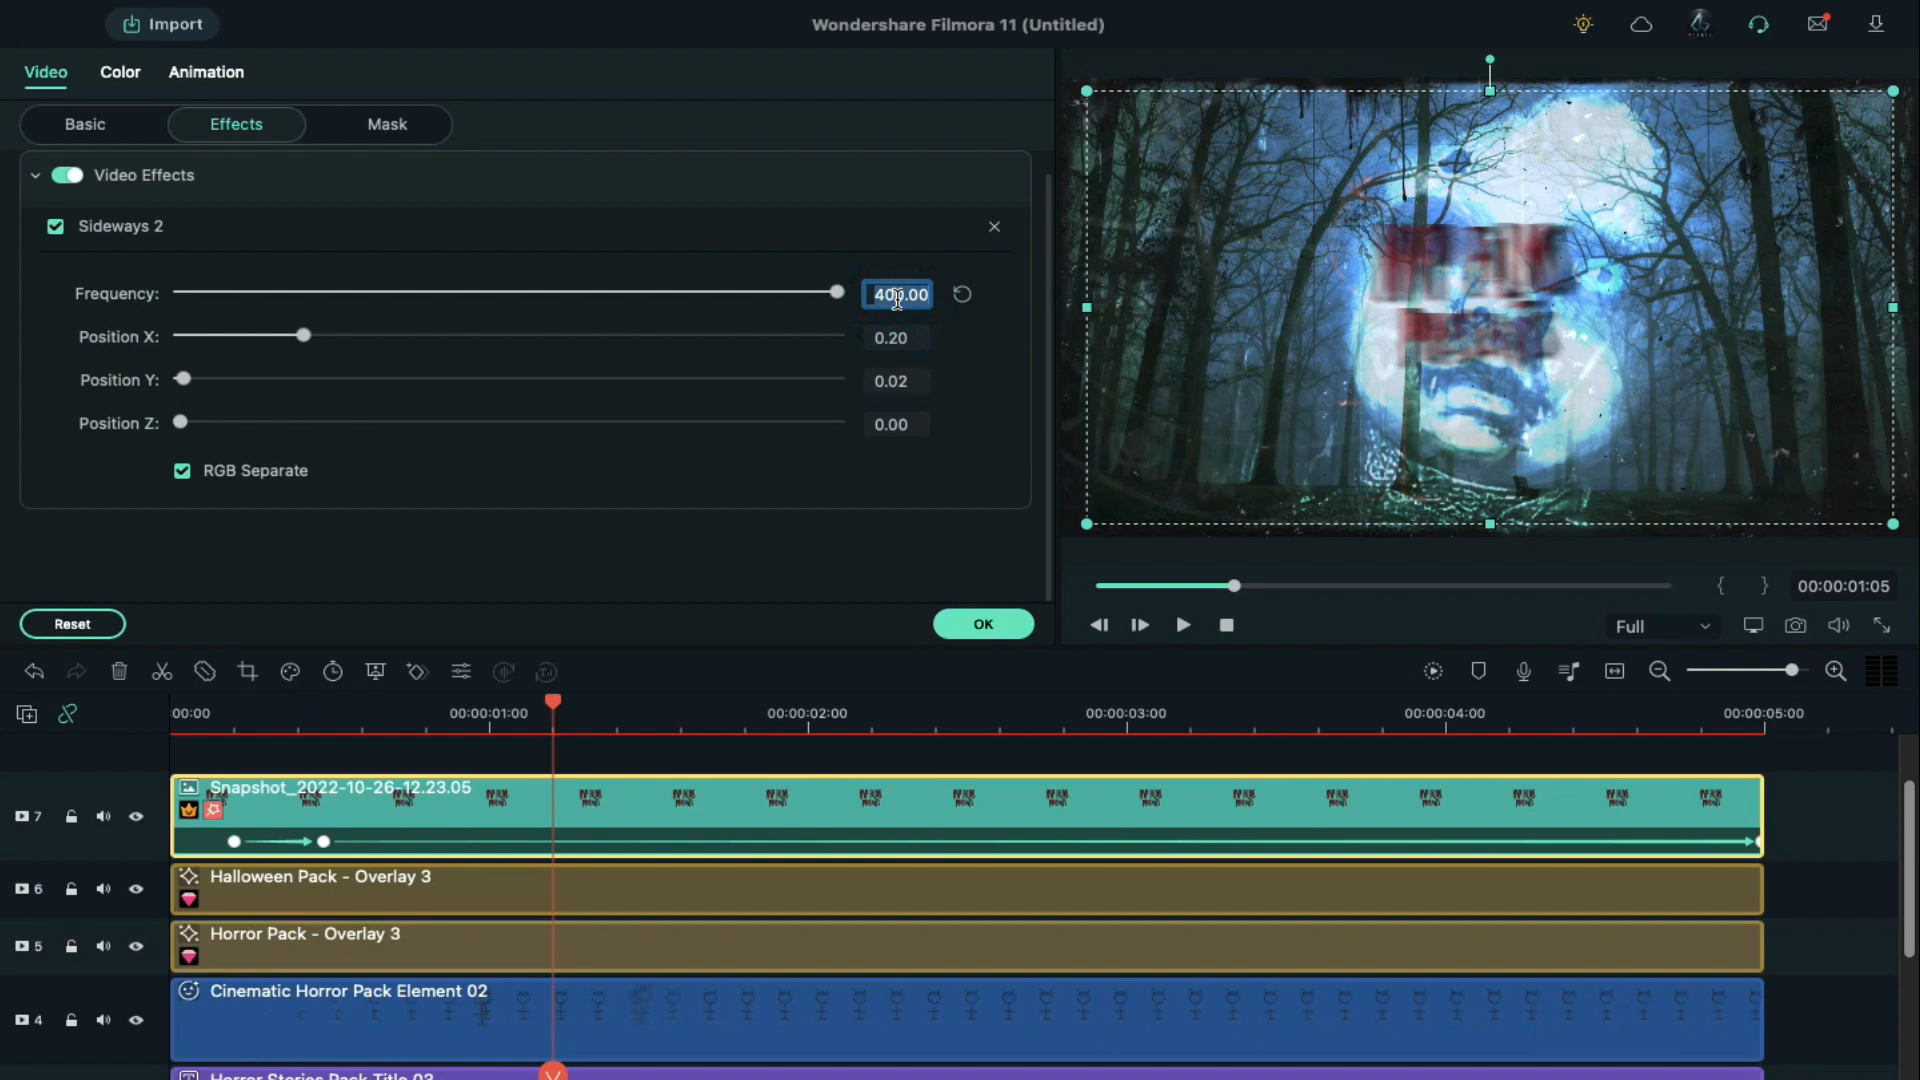 Import
Wondershare Filmora 11 (Untitled)
Video Color Animation
Basic Effects Mask
Video Effects
Sideways 2
Frequency: 400.00
Position X: 0.20
Position Y: 0.02
Position Z: 0.00
RGB Separate
Reset OK
{ } 00:00:01:05
Full
:00:00 00:00:01:00 00:00:02:00 00:00:03:00 00:00:04:00 00:00:05:00
Snapshot_2022-10-26-12.23.05
7
Halloween Pack - Overlay 3
6
Horror Pack - Overlay 3
5
Cinematic Horror Pack Element 02
4
Horror Stories Pack Title 03